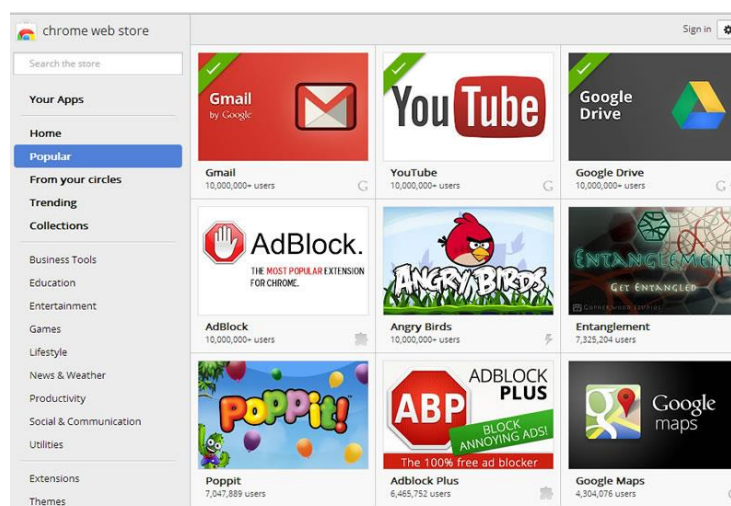 chrome web store
Sign in
Search the store
Your Apps
Home
Popular
From your circles
Trending
Collections
Business Tools
Education
Entertainment
Games
Lifestyle
News & Weather
Productivity
Social & Communication
Utilities
Extensions
Themes
Gmail
by Google
Gmail
10,000,000+ users
YouTube
YouTube
10,000,000+ users
Google
Drive
Google Drive
10,000,000+ users
AdBlock.
THE MOST POPULAR EXTENSION
FOR CHROME.
AdBlock
10,000,000+ users
ANGRY BIRDS
Angry Birds
10,000,000+ users
ENTANGLEMENT
GET ENTANGLED
GOPHER WOOD STUDIOS
Entanglement
7,325,204 users
POPPiT!
Poppit
7,047,889 users
ADBLOCK
PLUS
ABP
BLOCK
ANNOYING ADS!
The 100% free ad blocker
Adblock Plus
6,465,752 users
Google
maps
Google Maps
4,304,076 users